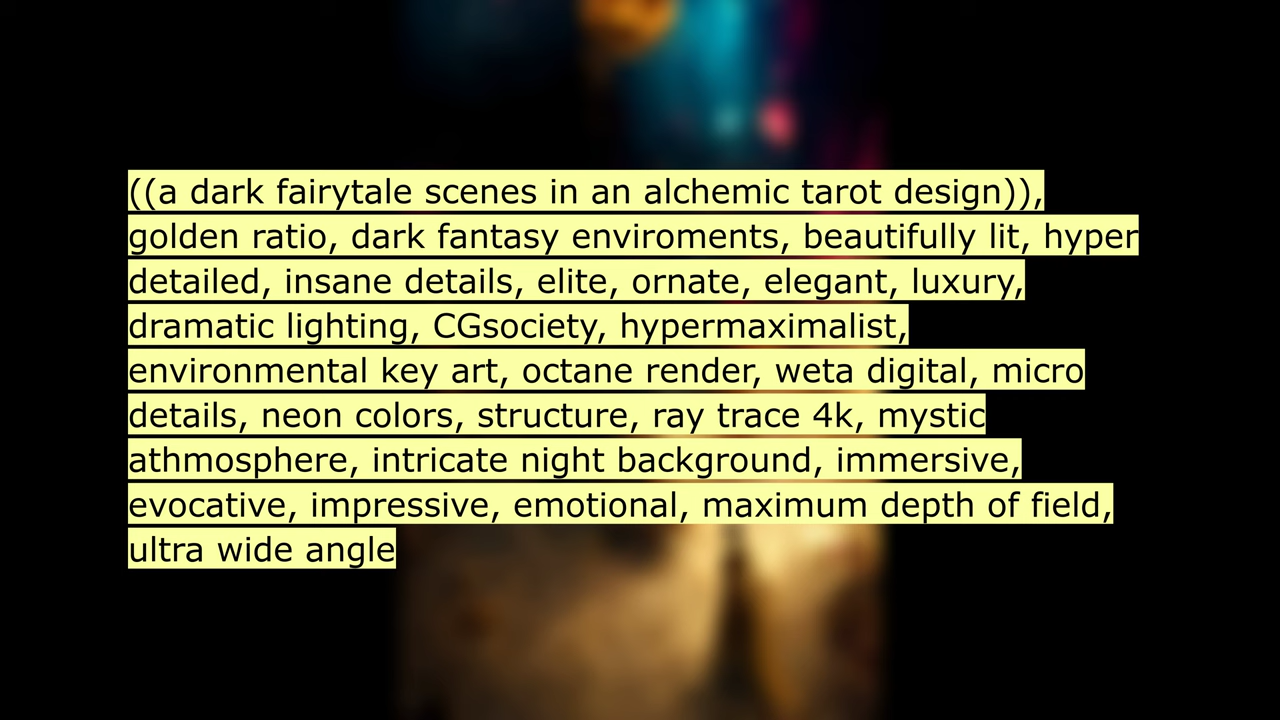 ((a dark fairytale scenes in an alchemic tarot design)),
golden ratio, dark fantasy enviroments, beautifully lit, hyper
detailed, insane details, elite, ornate, elegant, luxury,
dramatic lighting, CGsociety, hypermaximalist,
environmental key art, octane render, weta digital, micro
details, neon colors, structure, ray trace 4k, mystic
athmosphere, intricate night background, immersive,
evocative, impressive, emotional, maximum depth of field,
ultra wide angle